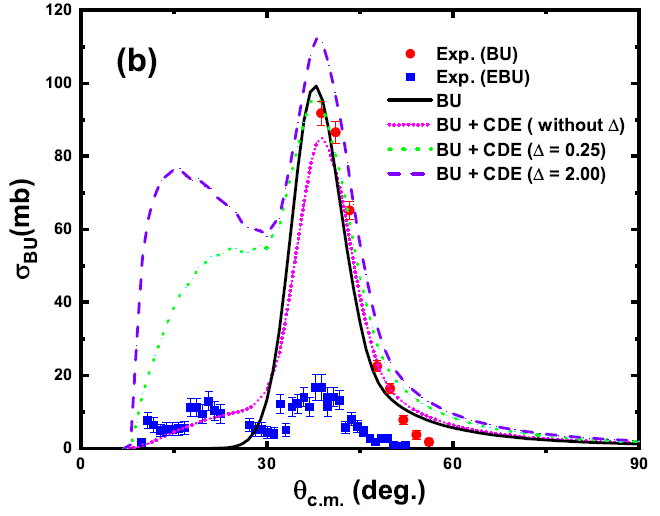 120
100
80
60
40
20
0
σBU(mb)
(b)
Exp. (BU)
Exp. (EBU)
BU
BU + CDE ( without Δ)
BU + CDE (Δ = 0.25)
BU + CDE (Δ = 2.00)
0 30 60 90
θc.m. (deg.)